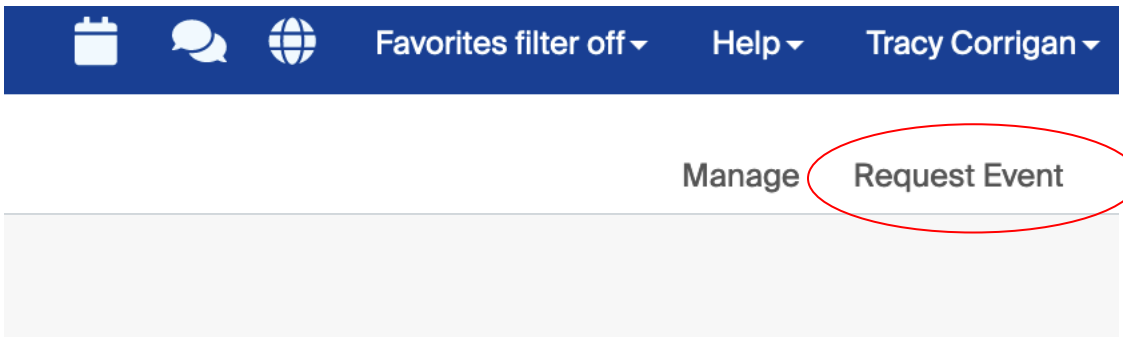 Favorites filter off Help Tracy Corrigan
Manage Request Event